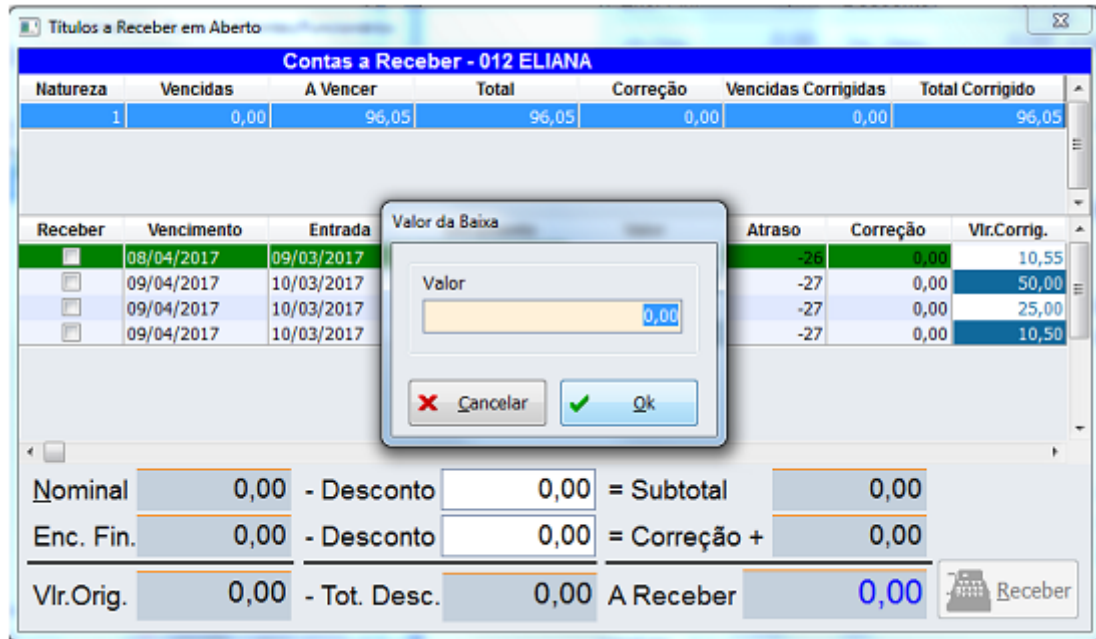 Titulos a Receber em Aberto
Contas a Receber - 012 ELIANA
Natureza Vencidas A Vencer Total Correção Vencidas Corrigidas Total Corrigido
1 0,00 96,05 96,05 0,00 0,00 96,05
Receber Vencimento Entrada Atraso Correção Vlr.Corrig.
08/04/2017 09/03/2017 -26 0,00 10,55
09/04/2017 10/03/2017 -27 0,00 50,00
09/04/2017 10/03/2017 -27 0,00 25,00
09/04/2017 10/03/2017 -27 0,00 10,50
Valor da Baixa
Valor
0,00
Cancelar Ok
Nominal 0,00 - Desconto 0,00 = Subtotal 0,00
Enc. Fin. 0,00 - Desconto 0,00 = Correção + 0,00
Vlr.Orig. 0,00 - Tot. Desc. 0,00 A Receber 0,00 Receber